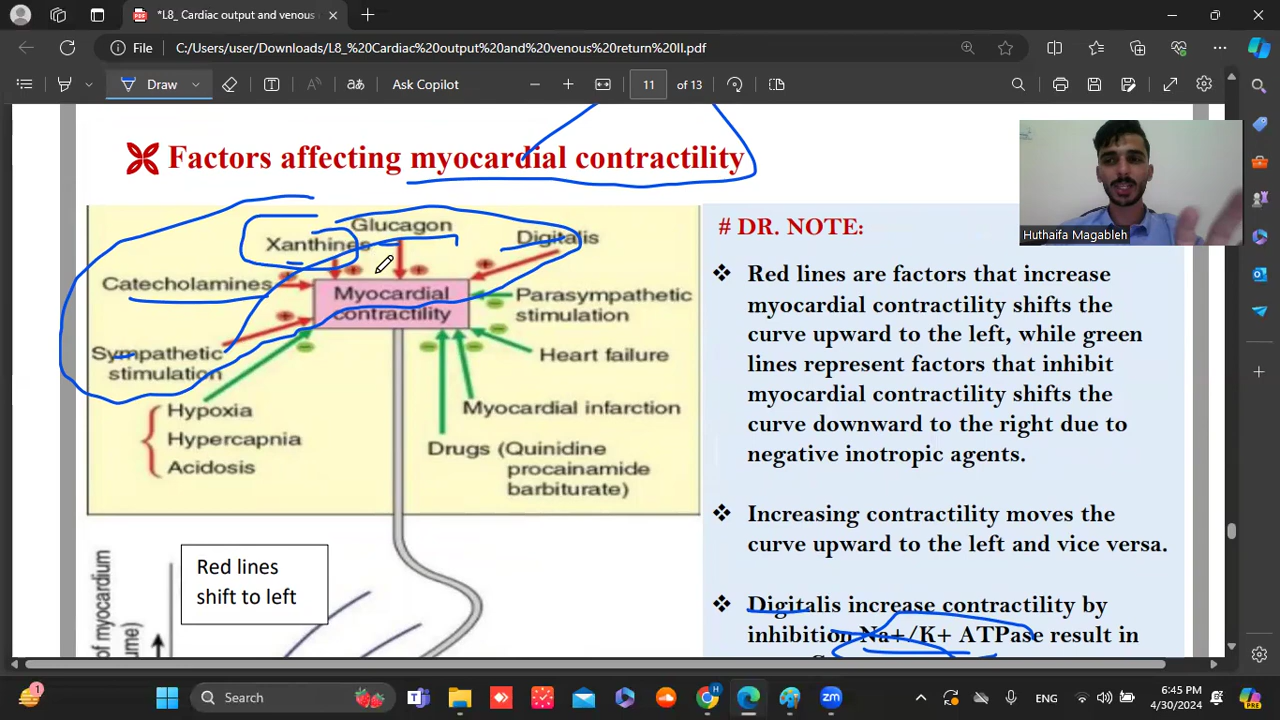 *L8_ Cardiac output and venous
File
C:/Users/user/Downloads/L8_%20Cardiac%20output%20and%20venous%20return%20II.pdf
Draw
Ask Copilot
11
of 13
Factors affecting myocardial contractility
Huthaifa Magableh
Glucagon
Xanthines
Digitalis
Catecholamines
Myocardial
contractility
Parasympathetic
stimulation
Sympathetic
stimulation
Heart failure
Hypoxia
Hypercapnia
Acidosis
Myocardial infarction
Drugs (Quinidine
procainamide
barbiturate)
Red lines
shift to left
of myocardium
ume)
# DR. NOTE:
❖ Red lines are factors that increase
myocardial contractility shifts the
curve upward to the left, while green
lines represent factors that inhibit
myocardial contractility shifts the
curve downward to the right due to
negative inotropic agents.
❖ Increasing contractility moves the
curve upward to the left and vice versa.
❖ Digitalis increase contractility by
inhibition Na+/K+ ATPase result in
1
Search
ENG
6:45 PM
4/30/2024